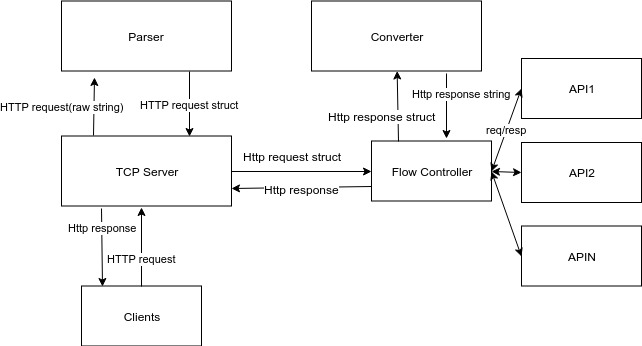 Parser
Converter
HTTP request(raw string)
HTTP request struct
Http response struct
Http response string
API1
req/resp
TCP Server
Http request struct
Http response
Flow Controller
API2
Http response
HTTP request
APIN
Clients